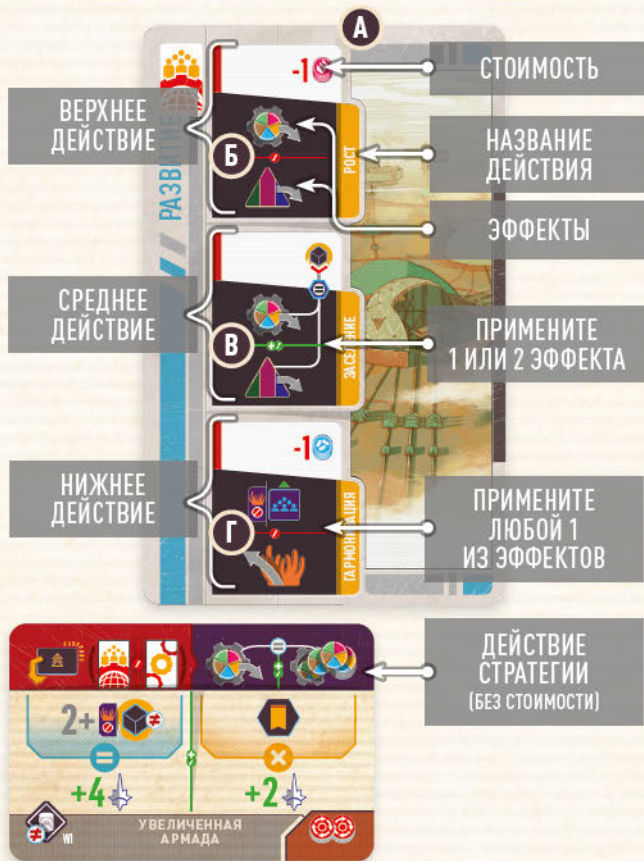 А
СТОИМОСТЬ
-1
ВЕРХНЕЕ
ДЕЙСТВИЕ
РАЗВИТИЕ
Б
РОСТ
НАЗВАНИЕ
ДЕЙСТВИЯ
ЭФФЕКТЫ
СРЕДНЕЕ
ДЕЙСТВИЕ
=
В
+/
ЗАСЕЛЕНИЕ
ПРИМЕНИТЕ
1 ИЛИ 2 ЭФФЕКТА
-1
НИЖНЕЕ
ДЕЙСТВИЕ
Г
ГАРМОНИЗАЦИЯ
ПРИМЕНИТЕ
ЛЮБОЙ 1
ИЗ ЭФФЕКТОВ
ДЕЙСТВИЕ
СТРАТЕГИИ
(БЕЗ СТОИМОСТИ)
2+
+4
+2
W1
УВЕЛИЧЕННАЯ
АРМАДА